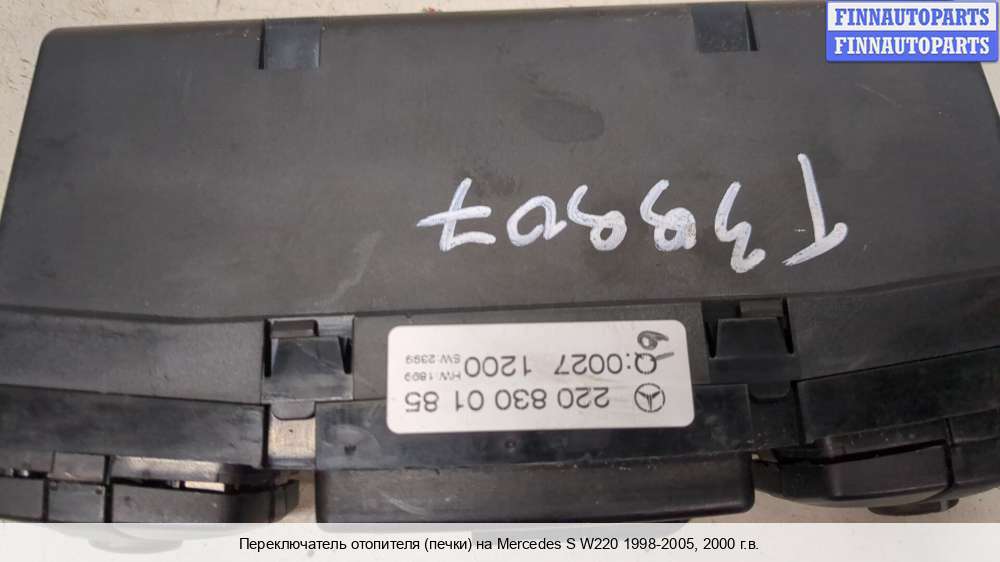 FINNAUTOPARTS
FINNAUTOPARTS
T38907
220 830 01 85
Q:0027 1200
HW:1899
SW:2399
Переключатель отопителя (печки) на Mercedes S W220 1998-2005, 2000 г.в.